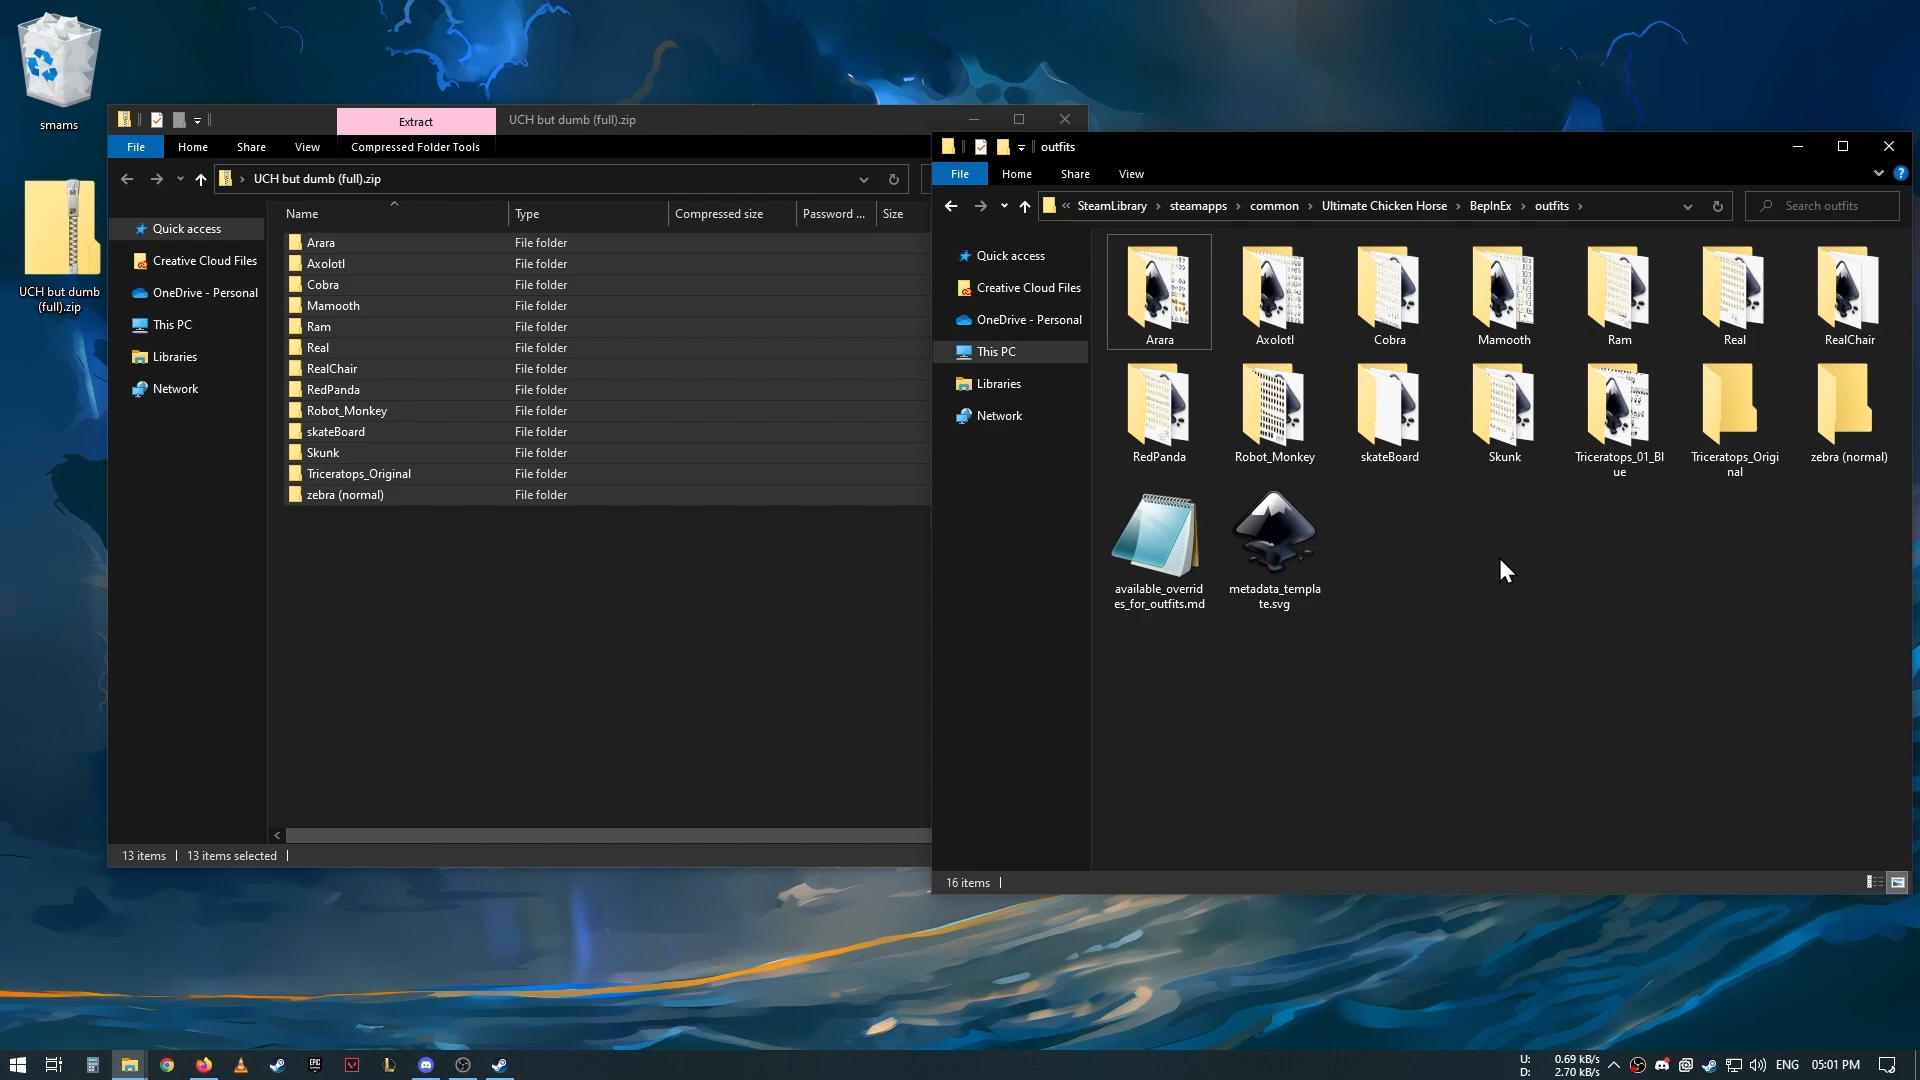 smams
UCH but dumb
(full).zip
Extract
UCH but dumb (full).zip
File
Home
Share
View
Compressed Folder Tools
UCH but dumb (full).zip
Name
Type
Compressed size
Password ...
Size
Quick access
Creative Cloud Files
OneDrive - Personal
This PC
Libraries
Network
Arara File folder
Axolotl File folder
Cobra File folder
Mamooth File folder
Ram File folder
Real File folder
RealChair File folder
RedPanda File folder
Robot_Monkey File folder
skateBoard File folder
Skunk File folder
Triceratops_Original File folder
zebra (normal) File folder
13 items
13 items selected
outfits
File
Home
Share
View
« SteamLibrary › steamapps › common › Ultimate Chicken Horse › BepInEx › outfits ›
Search outfits
Quick access
Creative Cloud Files
OneDrive - Personal
This PC
Libraries
Network
Arara
Axolotl
Cobra
Mamooth
Ram
Real
RealChair
RedPanda
Robot_Monkey
skateBoard
Skunk
Triceratops_01_Bl
ue
Triceratops_Origi
nal
zebra (normal)
available_overrid
es_for_outfits.md
metadata_templa
te.svg
16 items
EPIC
U: 0.69 kB/s
D: 2.70 kB/s
ENG
05:01 PM